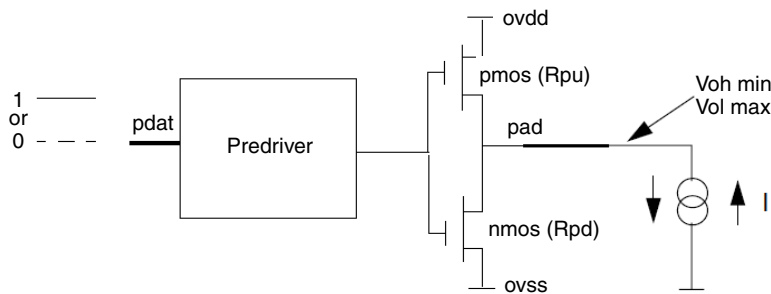 ovdd
pmos (Rpu)
Voh min
Vol max
1
or
0
pdat
Predriver
pad
nmos (Rpd)
I
ovss